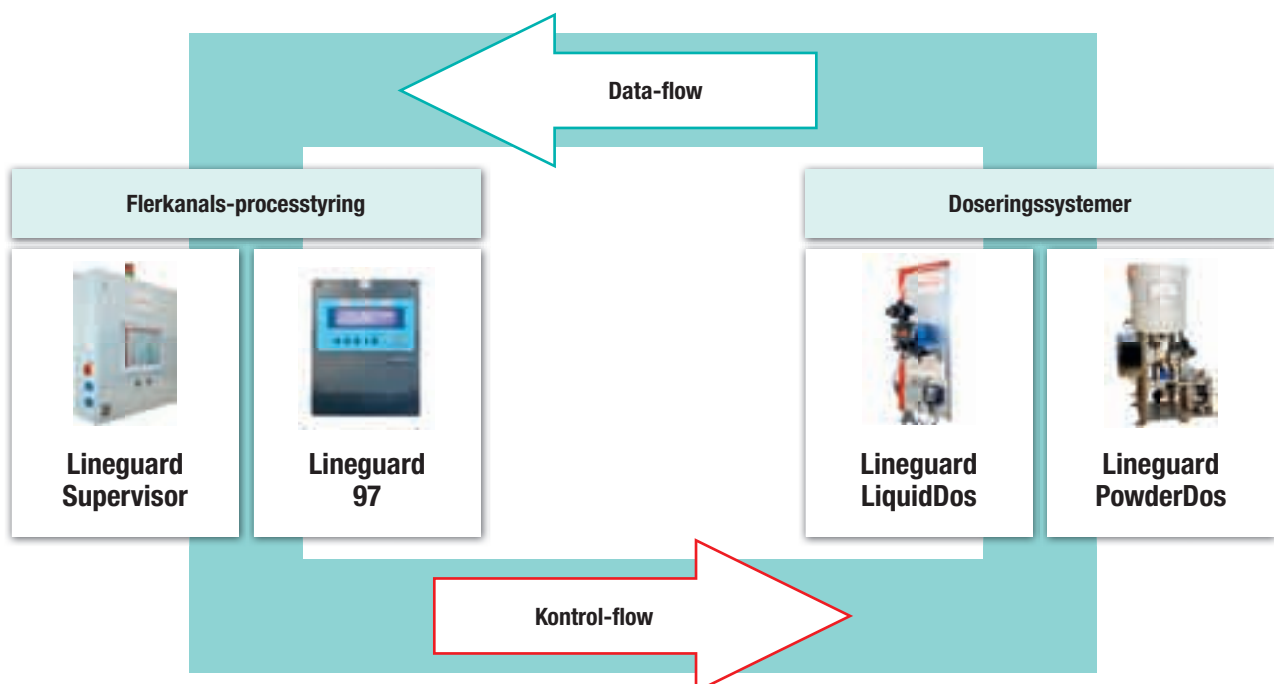 Data-flow
Flerkanals-processtyring
Doseringssystemer
Lineguard
Supervisor
Lineguard
97
Lineguard
LiquidDos
Lineguard
PowderDos
Kontrol-flow